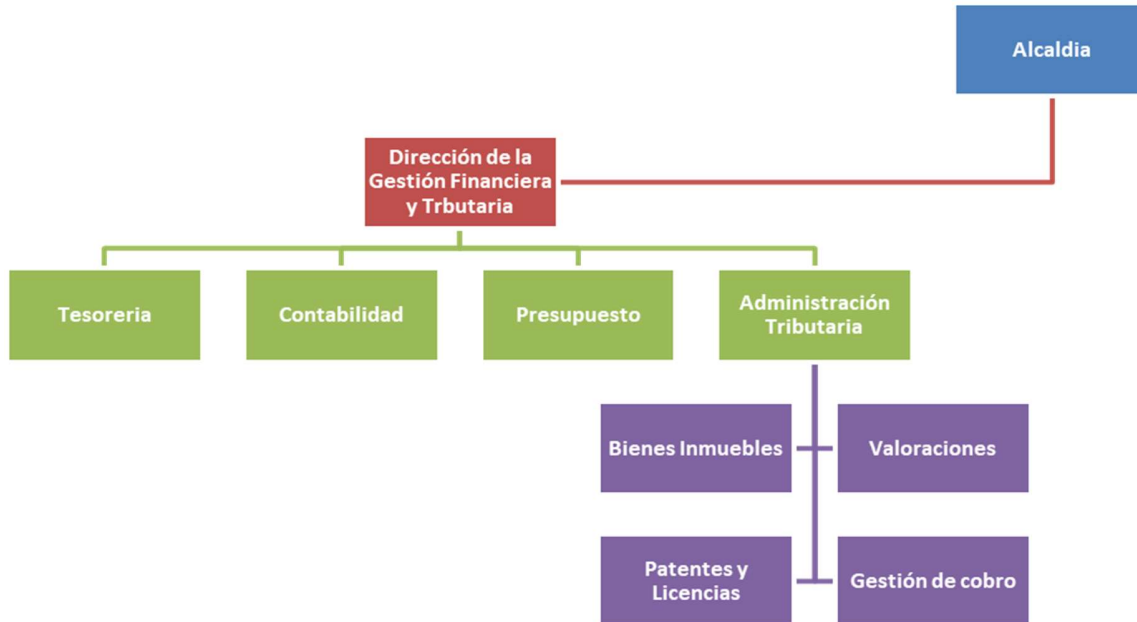 Alcaldia
Dirección de la
Gestión Financiera
y Trbutaria
Tesoreria
Contabilidad
Presupuesto
Administración
Tributaria
Bienes Inmuebles
Valoraciones
Patentes y
Licencias
Gestión de cobro